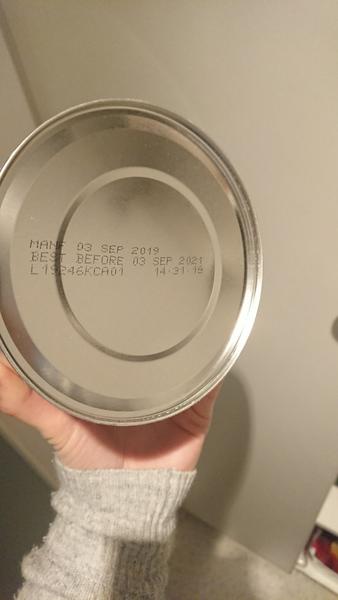 MANF 03 SEP 2019
BEST BEFORE 03 SEP 2021
L19246KCA01 14:31:19